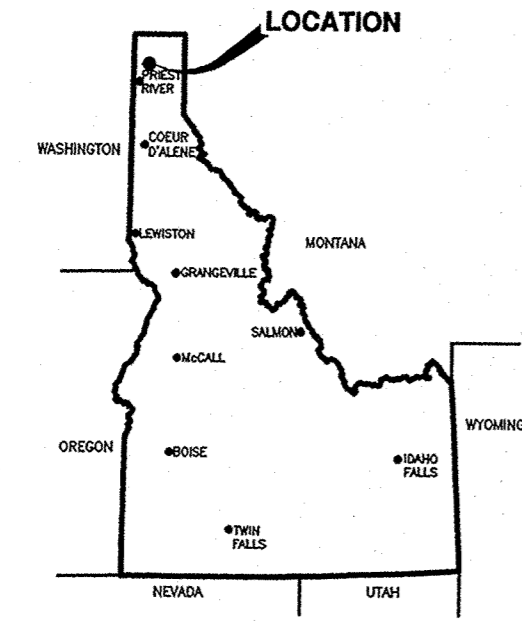 LOCATION
PRIEST
RIVER
COEUR
D'ALENE
WASHINGTON
LEWISTON
MONTANA
GRANGEVILLE
SALMON
McCALL
WYOMING
OREGON
BOISE
IDAHO
FALLS
TWIN
FALLS
NEVADA
UTAH